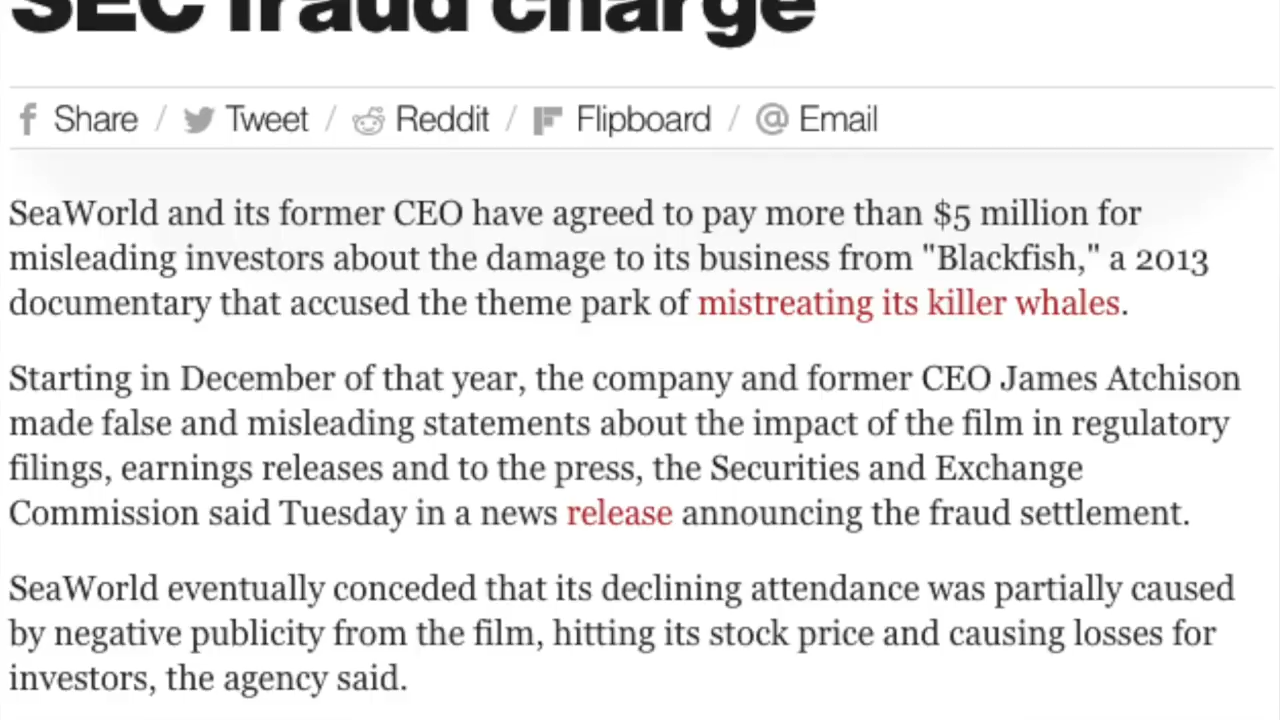 SEC fraud charge
Share / Tweet / Reddit / Flipboard / @ Email
SeaWorld and its former CEO have agreed to pay more than $5 million for
misleading investors about the damage to its business from "Blackfish," a 2013
documentary that accused the theme park of mistreating its killer whales.
Starting in December of that year, the company and former CEO James Atchison
made false and misleading statements about the impact of the film in regulatory
filings, earnings releases and to the press, the Securities and Exchange
Commission said Tuesday in a news release announcing the fraud settlement.
SeaWorld eventually conceded that its declining attendance was partially caused
by negative publicity from the film, hitting its stock price and causing losses for
investors, the agency said.